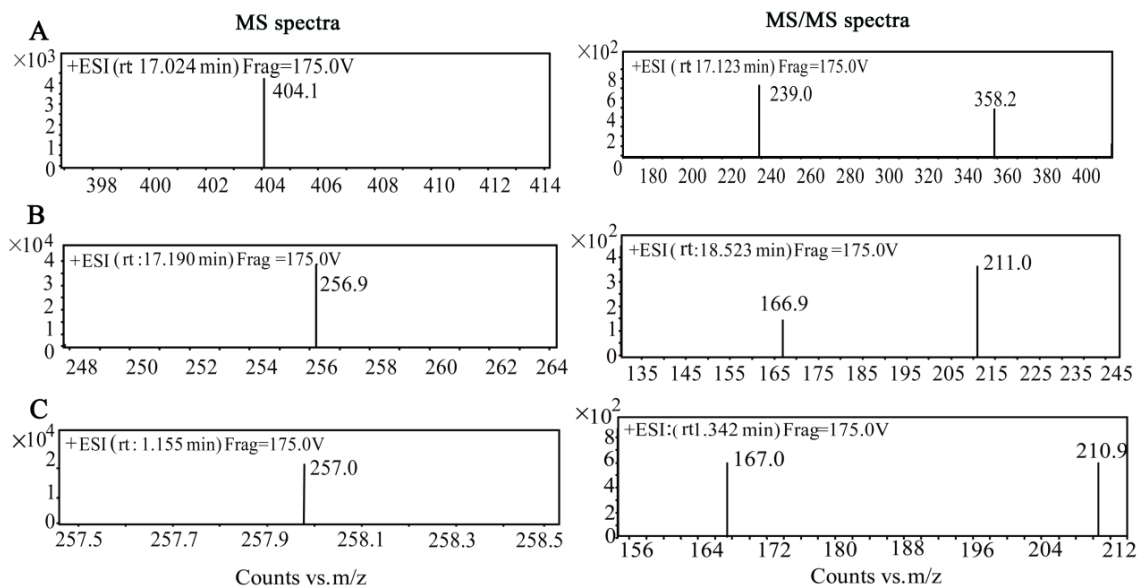 MS spectra
MS/MS spectra
A
×10³
+ESI (rt: 17.024 min) Frag=175.0V
404.1
4
3
2
1
0
398 400 402 404 406 408 410 412 414
×10²
+ESI ( rt: 17.123 min) Frag=175.0V
239.0
358.2
8
6
4
2
0
180 200 220 240 260 280 300 320 340 360 380 400
B
×10⁴
+ESI ( rt :17.190 min) Frag =175.0V
256.9
4
3
2
1
0
248 250 252 254 256 258 260 262 264
×10²
+ESI ( rt:18.523 min) Frag=175.0V
166.9
211.0
4
3
2
1
0
135 145 155 165 175 185 195 205 215 225 235 245
C
×10⁴
+ESI (rt: 1.155 min) Frag=175.0V
257.0
2
1
0
257.5 257.7 257.9 258.1 258.3 258.5
Counts vs.m/z
×10²
+ESI:( rt1.342 min) Frag=175.0V
167.0
210.9
8
6
4
2
0
156 164 172 180 188 196 204 212
Counts vs.m/z